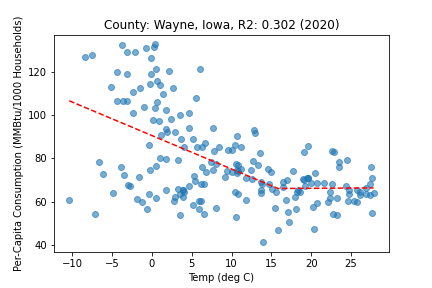 County: Wayne, Iowa, R2: 0.302 (2020)
Per-Capita Consumption (MMBtu/1000 Households)
120
100
80
60
40
−10 −5 0 5 10 15 20 25
Temp (deg C)